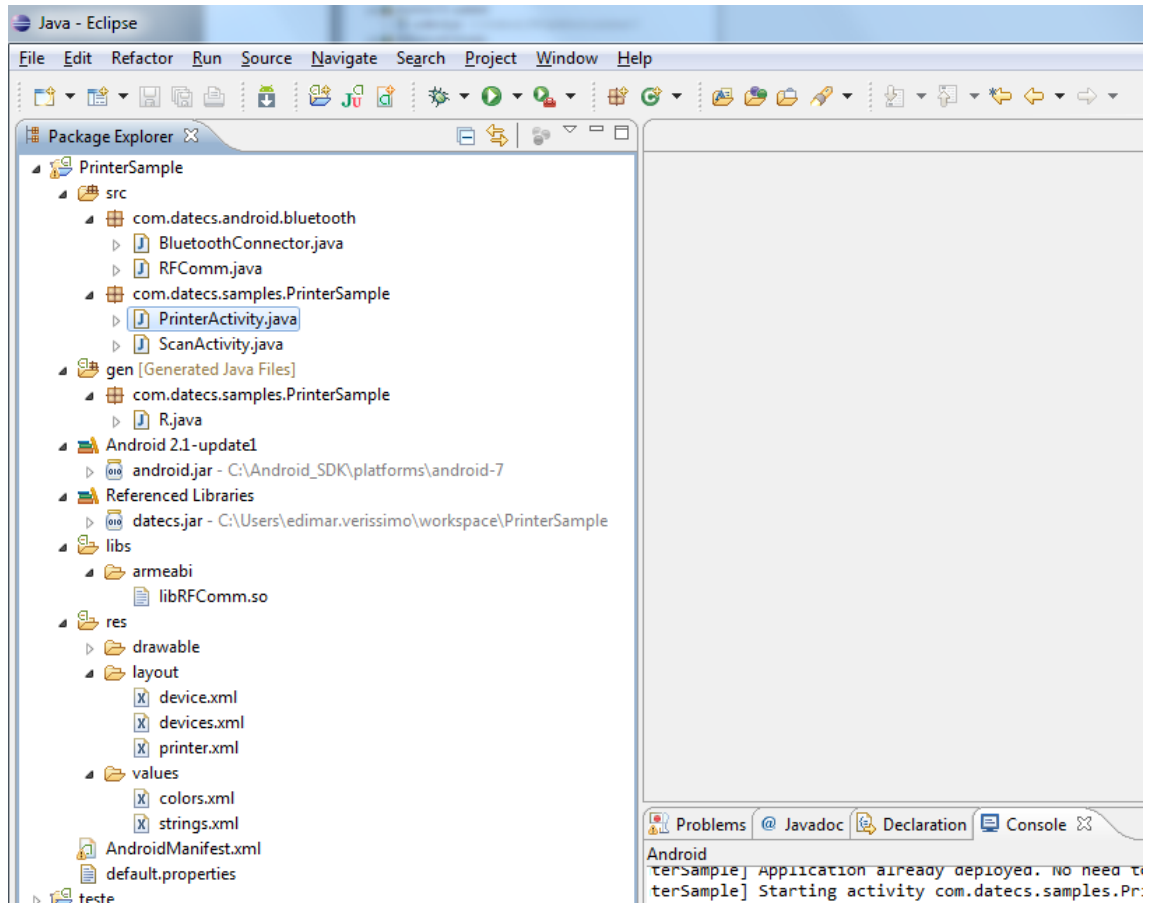 Java - Eclipse
File Edit Refactor Run Source Navigate Search Project Window Help
Package Explorer
PrinterSample
src
com.datecs.android.bluetooth
BluetoothConnector.java
RFComm.java
com.datecs.samples.PrinterSample
PrinterActivity.java
ScanActivity.java
gen [Generated Java Files]
com.datecs.samples.PrinterSample
R.java
Android 2.1-update1
android.jar - C:\Android_SDK\platforms\android-7
Referenced Libraries
datecs.jar - C:\Users\edimar.verissimo\workspace\PrinterSample
libs
armeabi
libRFComm.so
res
drawable
layout
device.xml
devices.xml
printer.xml
values
colors.xml
strings.xml
AndroidManifest.xml
default.properties
teste
Problems @ Javadoc Declaration Console
Android
terSample] Application already deployed. No need to
terSample] Starting activity com.datecs.samples.Pr